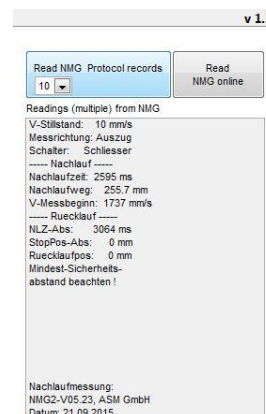 v 1.
Read NMG Protocol records
10
Read
NMG online
Readings (multiple) from NMG
V-Stillstand: 10 mm/s
Messrichtung: Auszug
Schalter: Schliesser
----- Nachlauf -----
Nachlaufzeit: 2595 ms
Nachlaufweg: 255.7 mm
V-Messbeginn: 1737 mm/s
---- Ruecklauf -----
NLZ-Abs: 3064 ms
StopPos-Abs: 0 mm
Ruecklaufpos: 0 mm
Mindest-Sicherheits-
abstand beachten !
Nachlaufmessung:
NMG2-V05.23, ASM GmbH
Datum: 21.09.2015